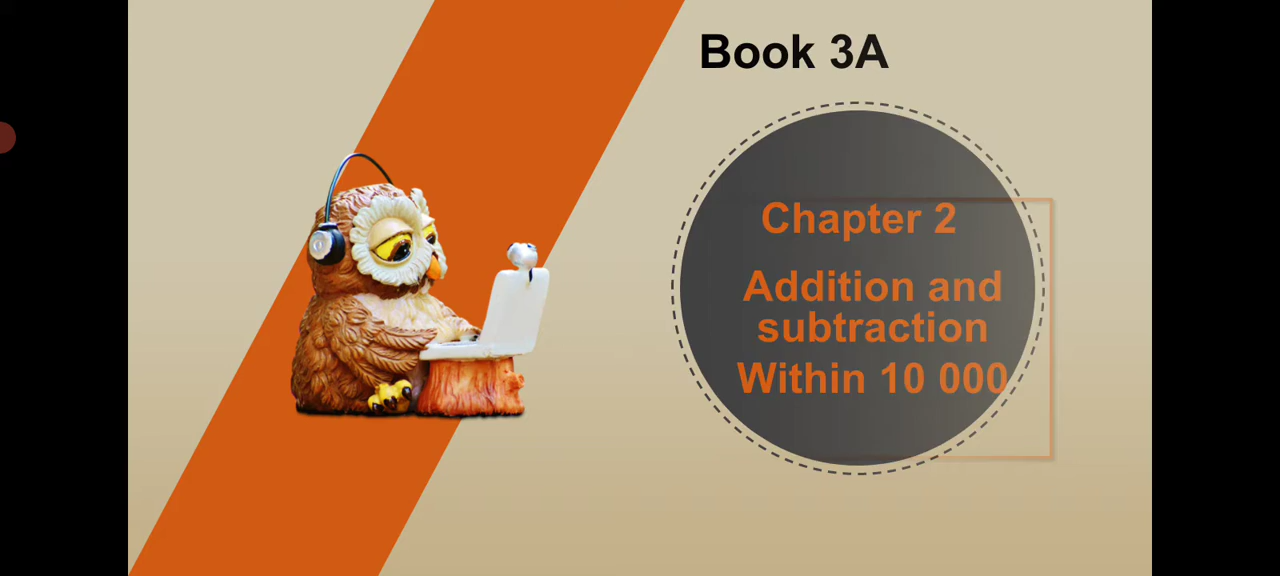 Book 3A
Chapter 2
Addition and
subtraction
Within 10 000